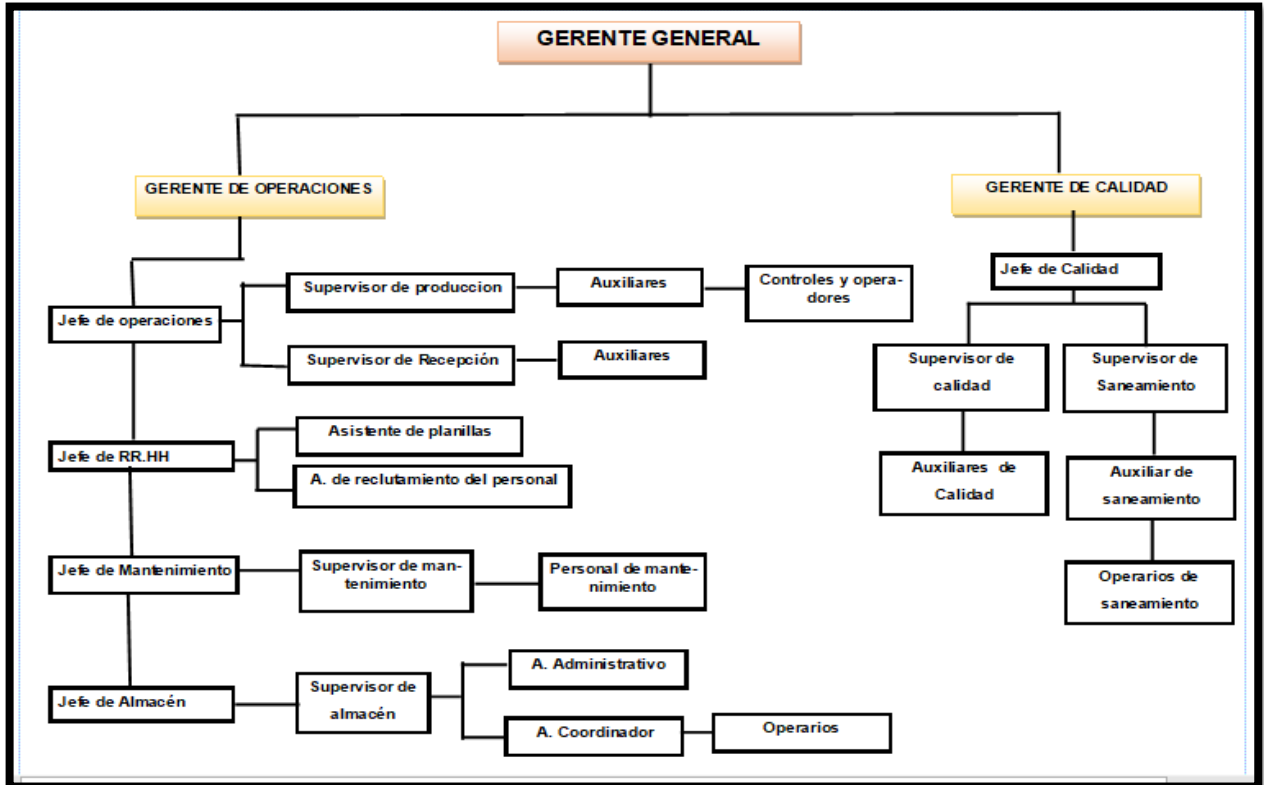 GERENTE GENERAL
GERENTE DE OPERACIONES
GERENTE DE CALIDAD
Jefe de operaciones
Supervisor de produccion
Auxiliares
Controles y opera-
dores
Supervisor de Recepción
Auxiliares
Jefe de RR.HH
Asistente de planillas
A. de reclutamiento del personal
Jefe de Mantenimiento
Supervisor de man-
tenimiento
Personal de mante-
nimiento
Jefe de Almacén
Supervisor de
almacén
A. Administrativo
A. Coordinador
Operarios
Jefe de Calidad
Supervisor de
calidad
Auxiliares de
Calidad
Supervisor de
Saneamiento
Auxiliar de
saneamiento
Operarios de
saneamiento